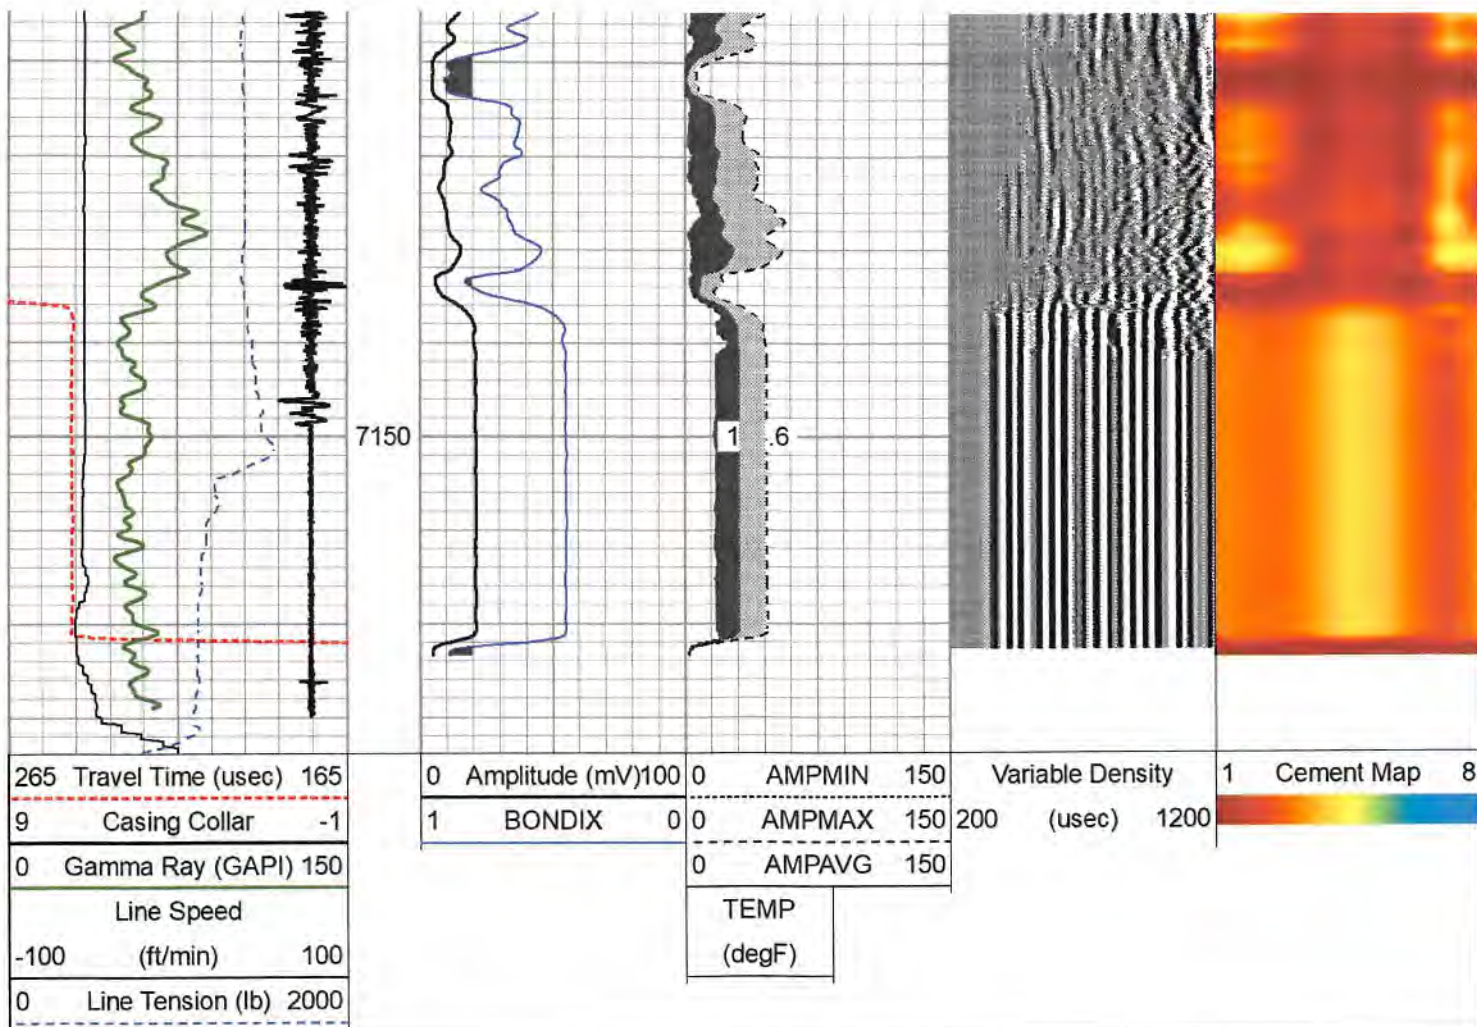 7150
1 .6
265 Travel Time (usec) 165
9 Casing Collar -1
0 Gamma Ray (GAPI) 150
Line Speed
-100 (ft/min) 100
0 Line Tension (lb) 2000
0 Amplitude (mV)100
1 BONDIX 0
0 AMPMIN 150
0 AMPMAX 150
0 AMPAVG 150
TEMP
(degF)
Variable Density
200 (usec) 1200
1 Cement Map 8